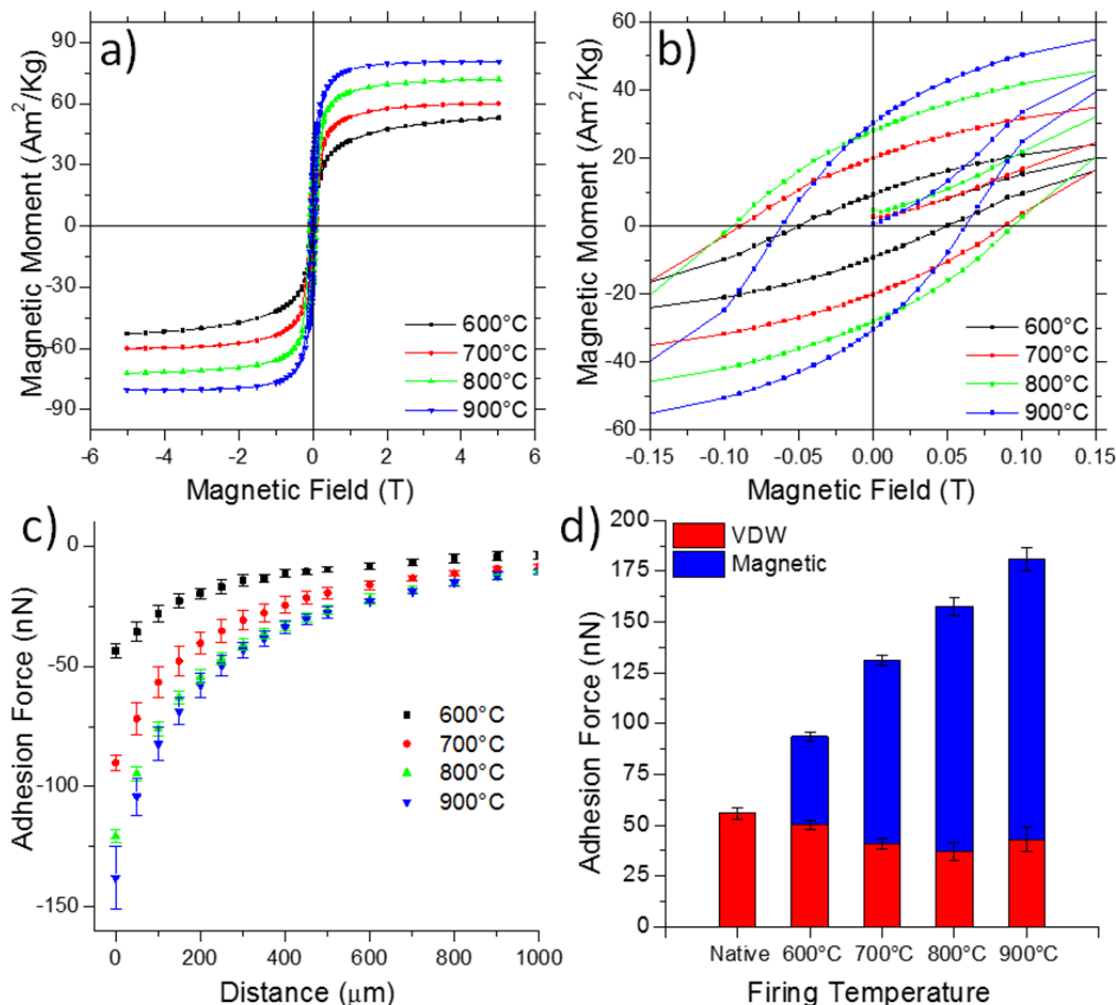 a)
Magnetic Moment (Am²/Kg)
90
60
30
0
-30
-60
-90
-6 -4 -2 0 2 4 6
Magnetic Field (T)
600°C
700°C
800°C
900°C
b)
Magnetic Moment (Am²/Kg)
60
40
20
0
-20
-40
-60
-0.15 -0.10 -0.05 0.00 0.05 0.10 0.15
Magnetic Field (T)
600°C
700°C
800°C
900°C
c)
Adhesion Force (nN)
0
-50
-100
-150
0 200 400 600 800 1000
Distance (μm)
600°C
700°C
800°C
900°C
d)
Adhesion Force (nN)
200
175
150
125
100
75
50
25
0
VDW
Magnetic
Native 600°C 700°C 800°C 900°C
Firing Temperature